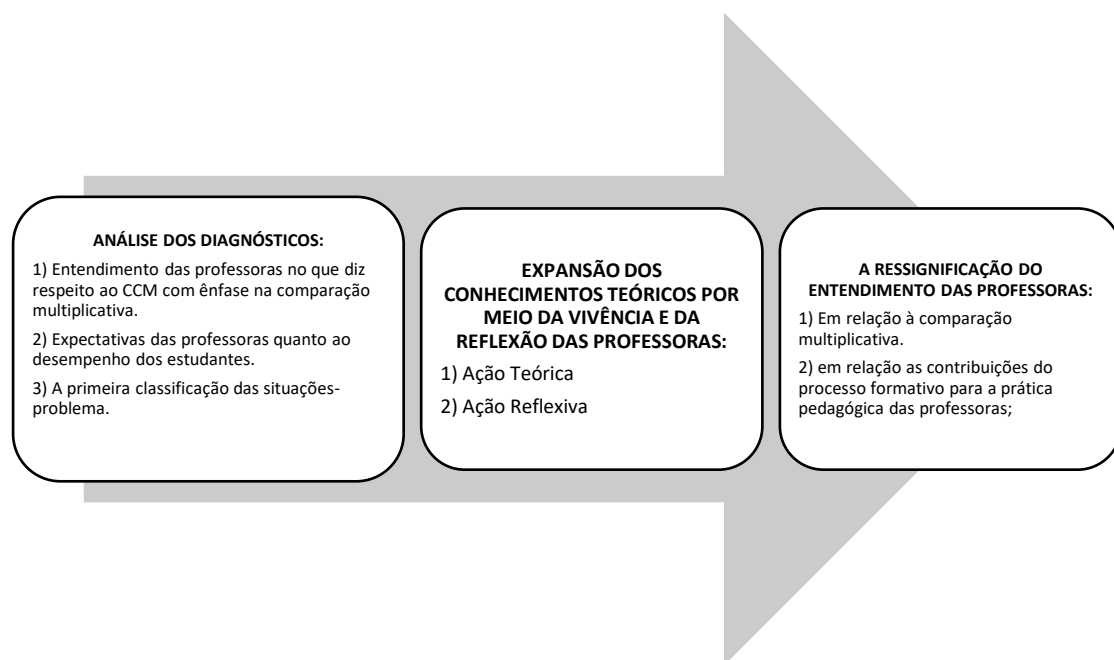 ANÁLISE DOS DIAGNÓSTICOS:
1) Entendimento das professoras no que diz
respeito ao CCM com ênfase na comparação
multiplicativa.
2) Expectativas das professoras quanto ao
desempenho dos estudantes.
3) A primeira classificação das situações-
problema.
EXPANSÃO DOS
CONHECIMENTOS TEÓRICOS POR
MEIO DA VIVÊNCIA E DA
REFLEXÃO DAS PROFESSORAS:
1) Ação Teórica
2) Ação Reflexiva
A RESSIGNIFICAÇÃO DO
ENTENDIMENTO DAS PROFESSORAS:
1) Em relação à comparação
multiplicativa.
2) em relação as contribuições do
processo formativo para a prática
pedagógica das professoras;